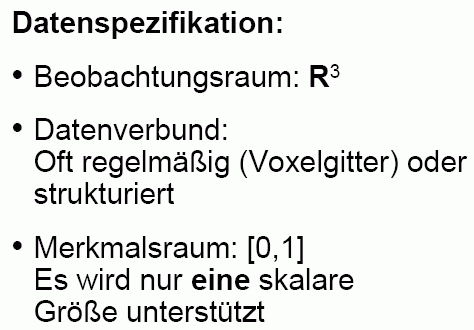 Datenspezifikation:
• Beobachtungsraum: R³
• Datenverbund:
Oft regelmäßig (Voxelgitter) oder
strukturiert
• Merkmalsraum: [0,1]
Es wird nur eine skalare
Größe unterstützt